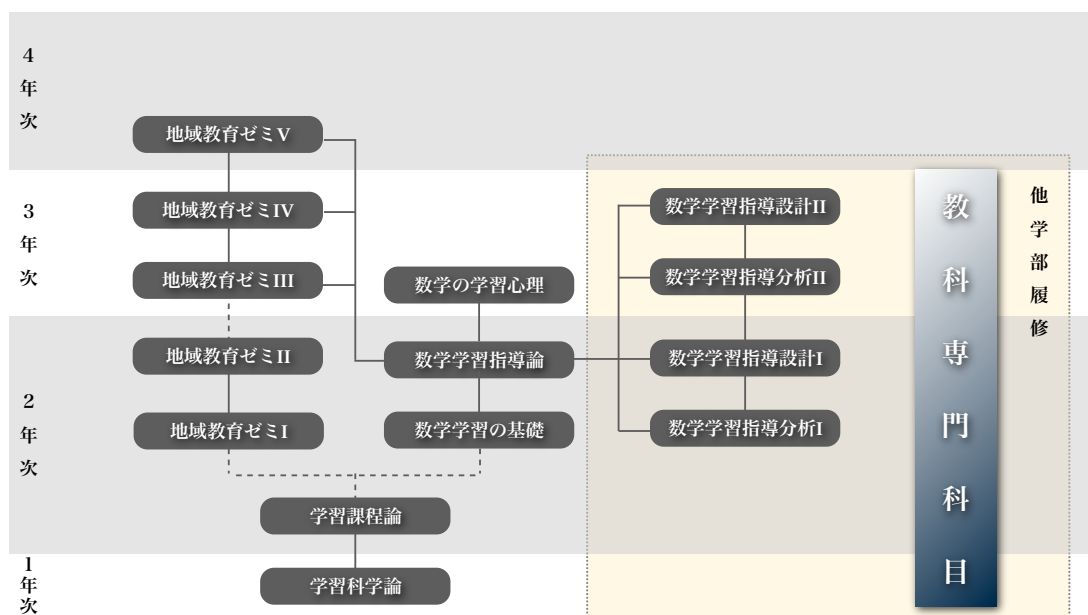 4年次
地域教育ゼミV
3年次
地域教育ゼミIV
地域教育ゼミIII
数学の学習心理
数学学習指導設計II
数学学習指導分析II
教科専門科目
他学部履修
2年次
地域教育ゼミII
数学学習指導論
数学学習指導設計I
地域教育ゼミI
数学学習の基礎
数学学習指導分析I
学習課程論
1年次
学習科学論